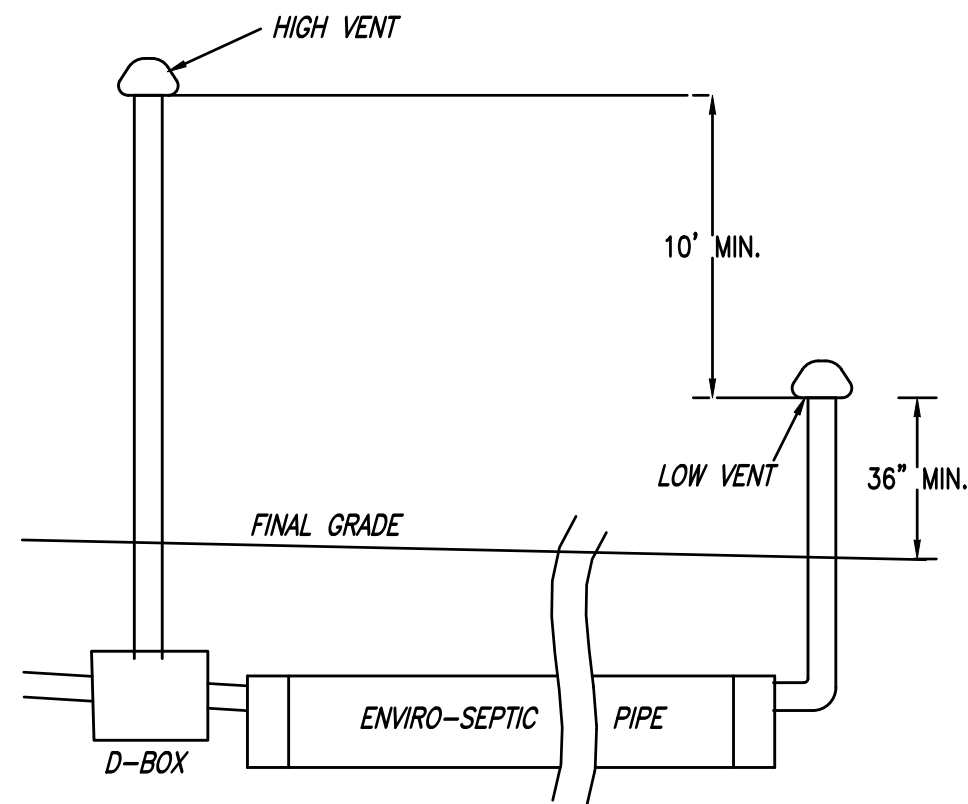 HIGH VENT
10' MIN.
LOW VENT
36" MIN.
FINAL GRADE
ENVIRO-SEPTIC PIPE
D-BOX